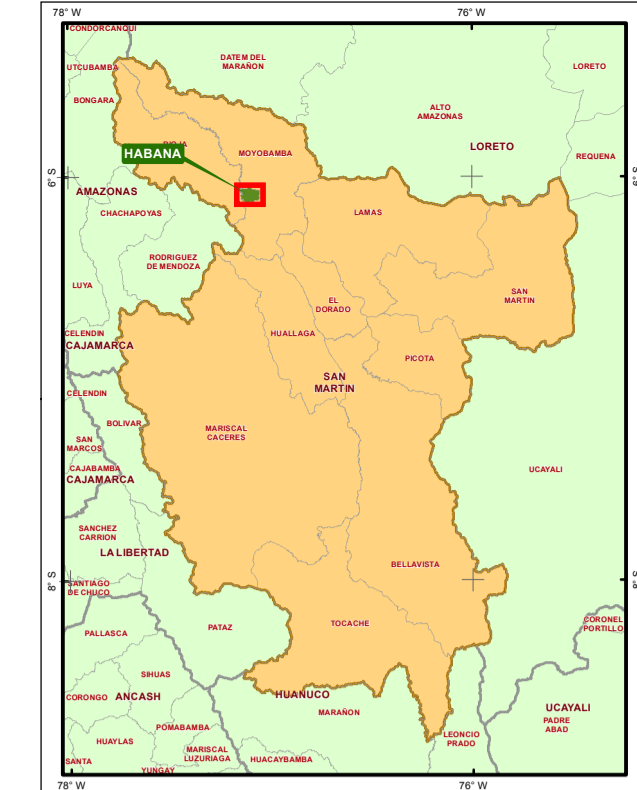 78° W
76° W
CONDORCANQUI
DATEM DEL
MARAÑON
UTCUBAMBA
LORETO
BONGARA
ALTO
AMAZONAS
RIOJA
HABANA
MOYOBAMBA
LORETO
REQUENA
6° S
6° S
AMAZONAS
CHACHAPOYAS
LAMAS
RODRIGUEZ
DE MENDOZA
LUYA
EL
DORADO
SAN
MARTIN
CELENDIN
CAJAMARCA
HUALLAGA
PICOTA
SAN
MARTIN
CELENDIN
BOLIVAR
MARISCAL
CACERES
SAN
MARCOS
CAJABAMBA
CAJAMARCA
UCAYALI
SANCHEZ
CARRION
LA LIBERTAD
BELLAVISTA
8° S
8° S
SANTIAGO
DE CHUCO
PATAZ
TOCACHE
CORONEL
PORTILLO
PALLASCA
SIHUAS
CORONGO
ANCASH
HUANUCO
MARAÑON
UCAYALI
PADRE
ABAD
POMABAMBA
HUAYLAS
MARISCAL
LUZURIAGA
LEONCIO
PRADO
SANTA
YUNGAY
HUACAYBAMBA
78° W
76° W